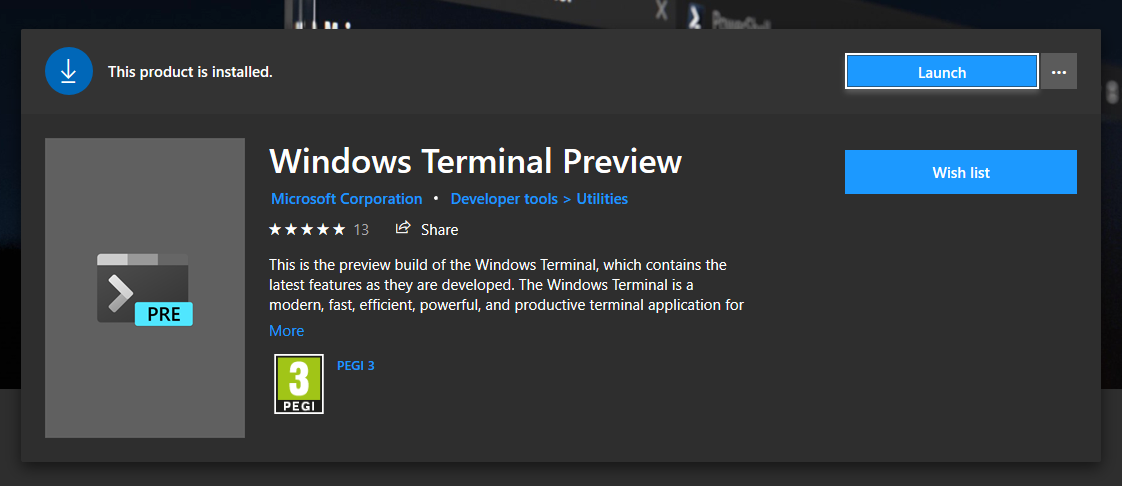 PowerShell
This product is installed.
Launch
Windows Terminal Preview
Wish list
Microsoft Corporation • Developer tools > Utilities
★★★★★ 13 Share
PRE
This is the preview build of the Windows Terminal, which contains the
latest features as they are developed. The Windows Terminal is a
modern, fast, efficient, powerful, and productive terminal application for
More
3
PEGI
PEGI 3